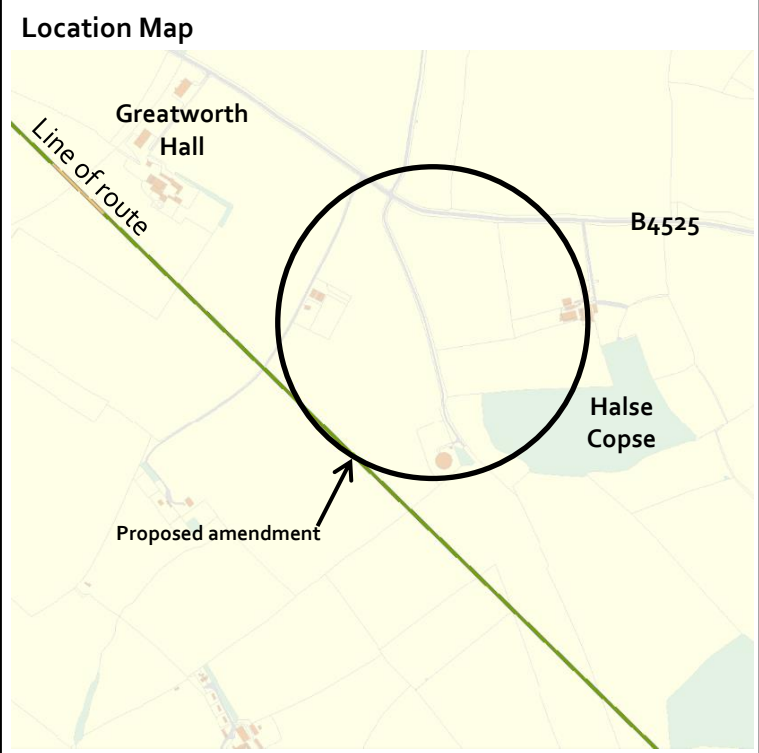 Location Map
Greatworth
Hall
Line of route
B4525
Halse
Copse
Proposed amendment